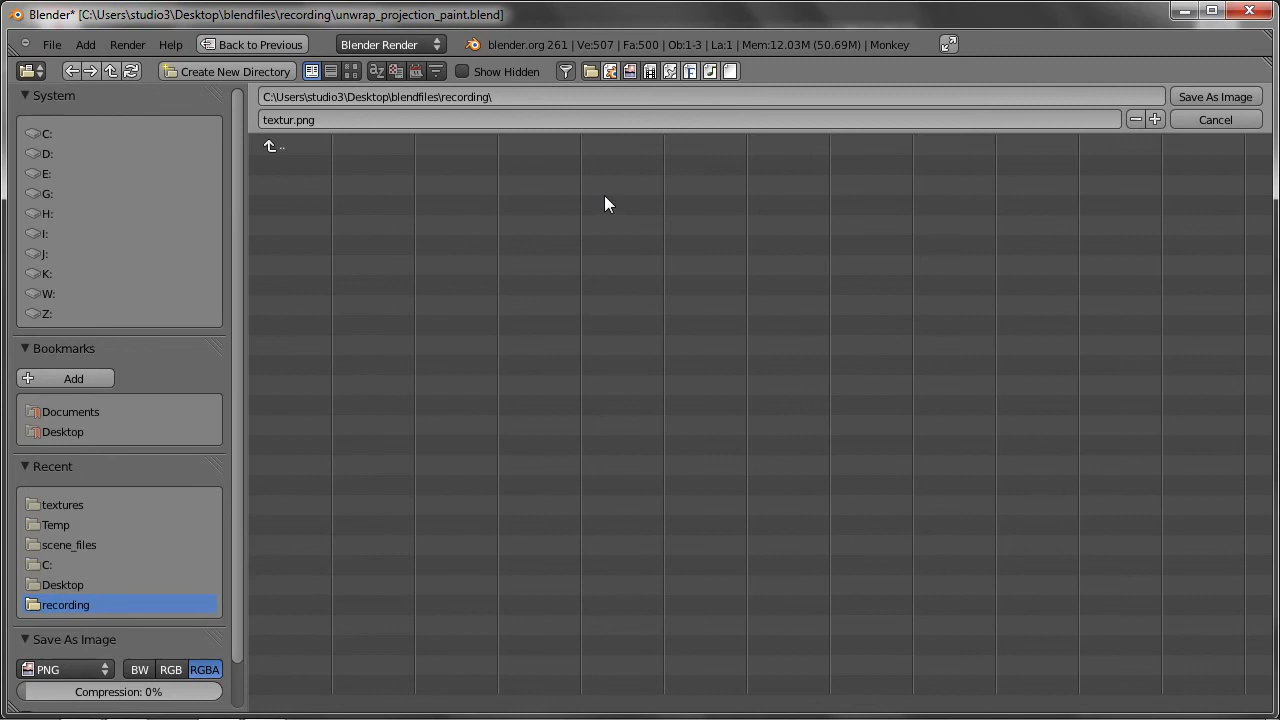 Blender* [C:\Users\studio3\Desktop\blendfiles\recording\unwrap_projection_paint.blend]
File Add Render Help Back to Previous Blender Render blender.org 261 | Ve:507 | Fa:500 | Ob:1-3 | La:1 | Mem:12.03M (50.69M) | Monkey
Create New Directory Show Hidden
System
C:
D:
E:
G:
H:
I:
J:
K:
W:
Z:
Bookmarks
Add
Documents
Desktop
Recent
textures
Temp
scene_files
C:
Desktop
recording
Save As Image
PNG BW RGB RGBA
Compression: 0%
C:\Users\studio3\Desktop\blendfiles\recording\ Save As Image
textur.png Cancel
..